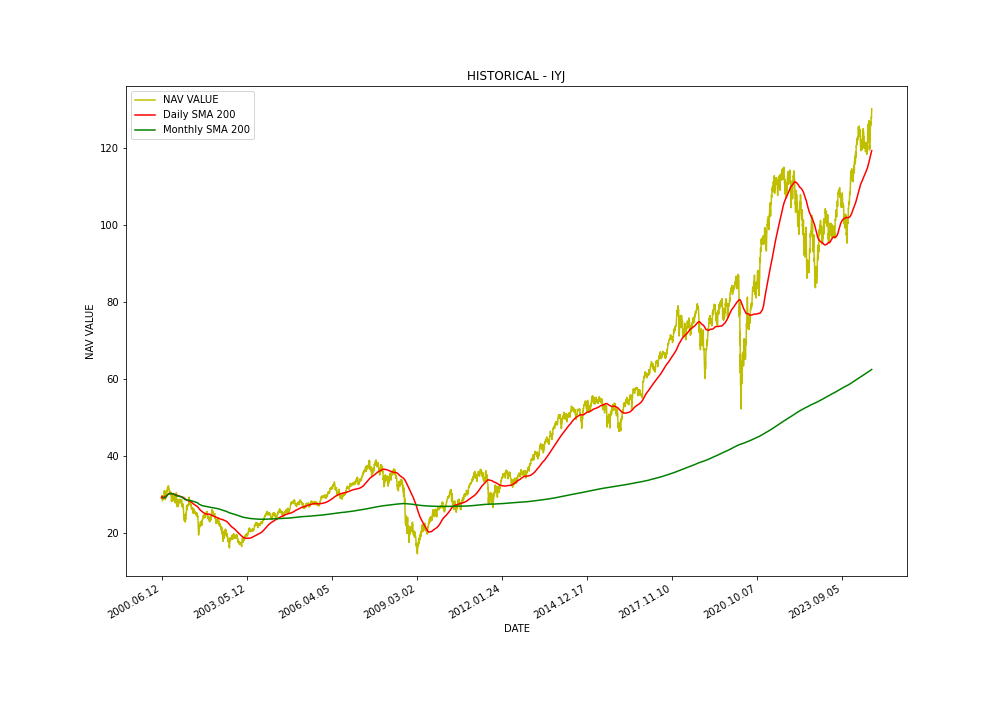 HISTORICAL - IYJ
NAV VALUE
Daily SMA 200
Monthly SMA 200
120
100
80
60
40
20
NAV VALUE
2000.06.12
2003.05.12
2006.04.05
2009.03.02
2012.01.24
2014.12.17
2017.11.10
2020.10.07
2023.09.05
DATE